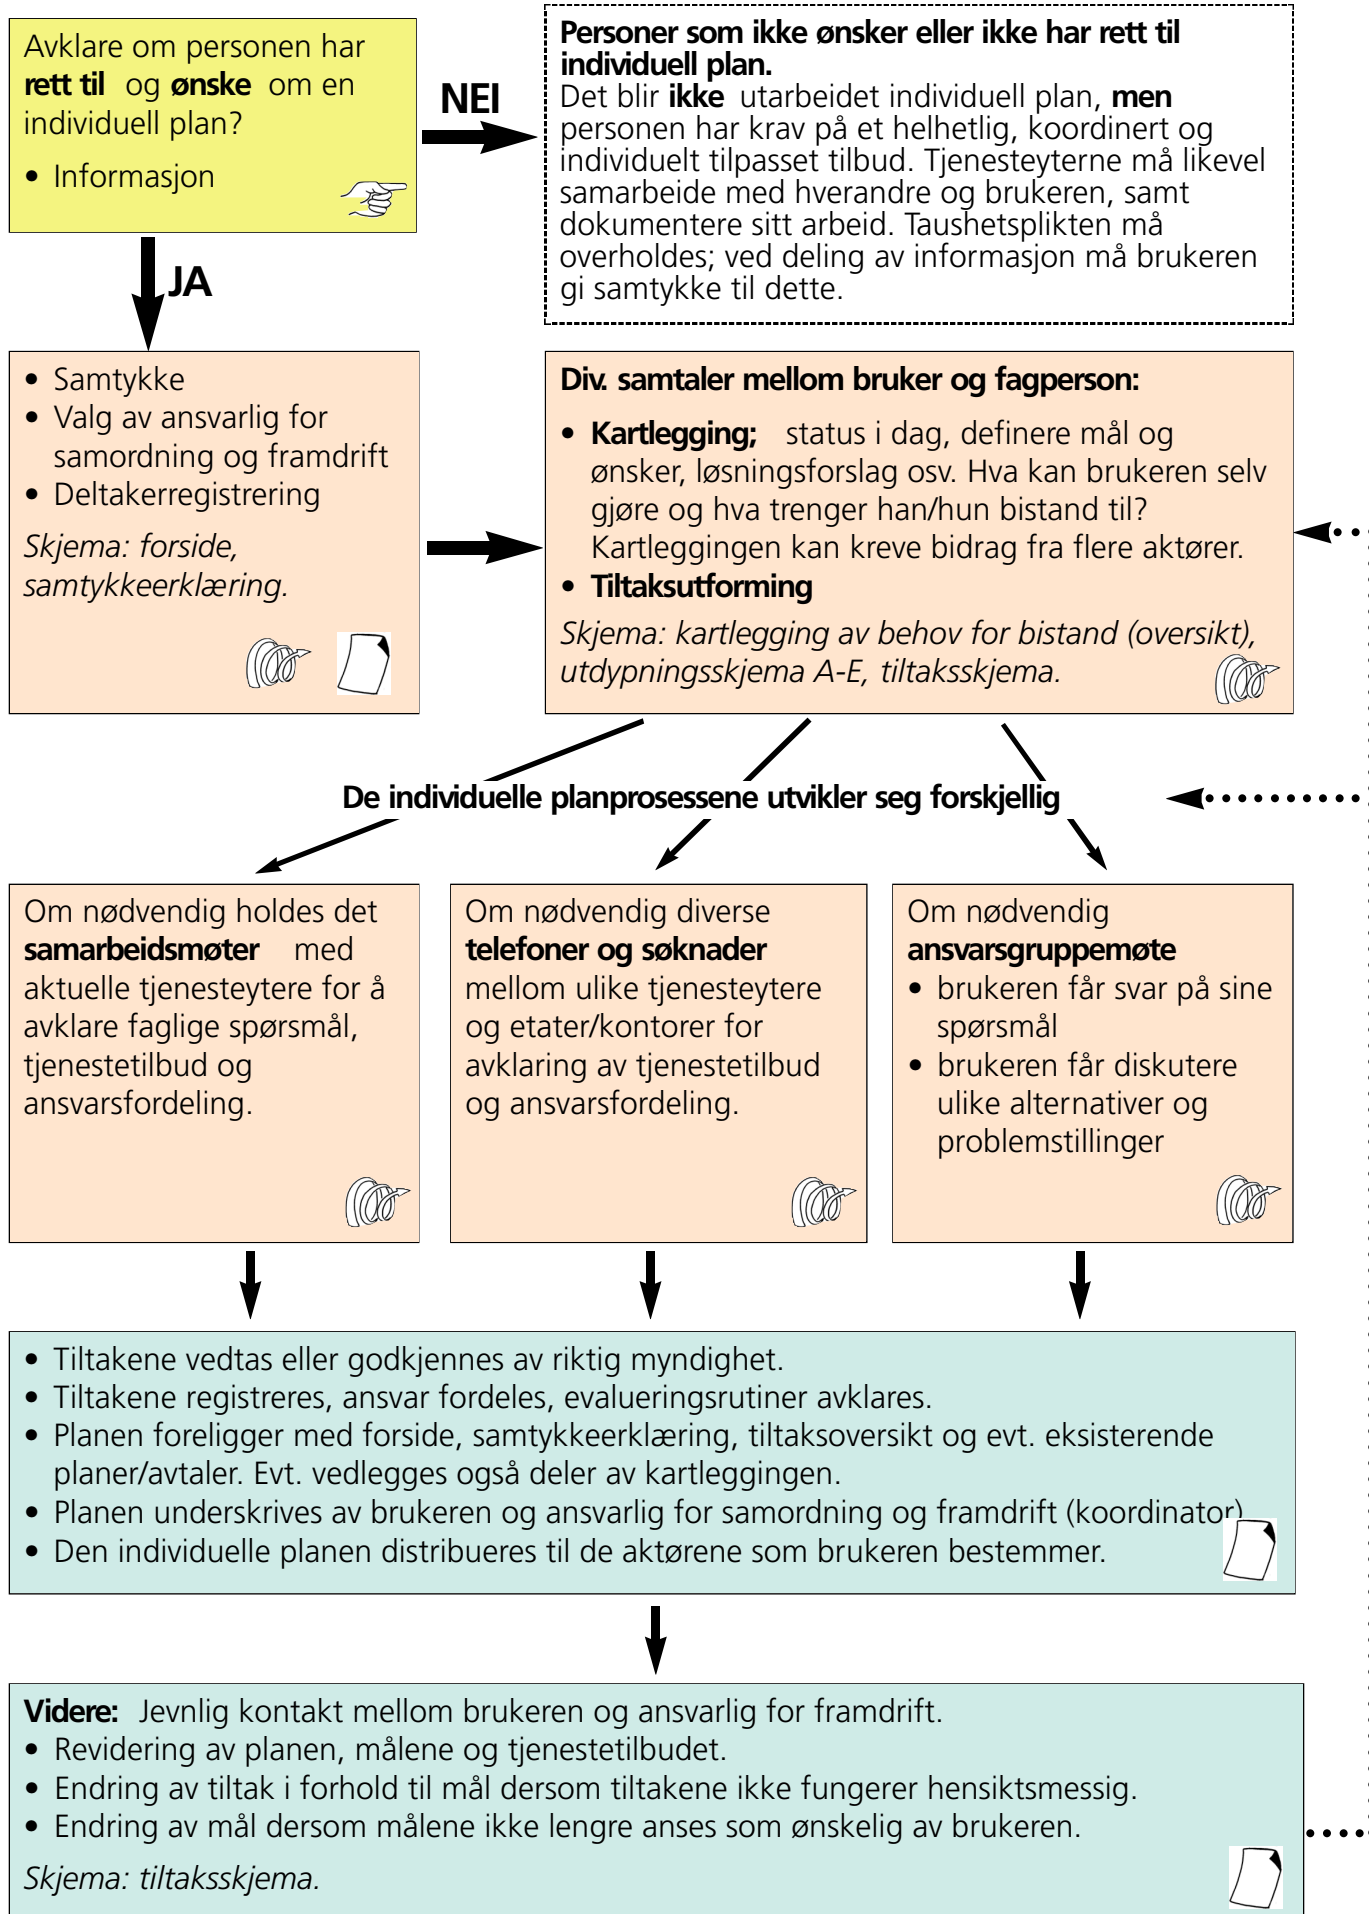 Avklare om personen har
rett til og ønske om en
individuell plan?
• Informasjon
NEI
Personer som ikke ønsker eller ikke har rett til
individuell plan.
Det blir ikke utarbeidet individuell plan, men
personen har krav på et helhetlig, koordinert og
individuelt tilpasset tilbud. Tjenesteyterne må likevel
samarbeide med hverandre og brukeren, samt
dokumentere sitt arbeid. Taushetsplikten må
overholdes; ved deling av informasjon må brukeren
gi samtykke til dette.
JA
• Samtykke
• Valg av ansvarlig for
samordning og framdrift
• Deltakerregistrering
Skjema: forside,
samtykkeerklæring.
Div. samtaler mellom bruker og fagperson:
• Kartlegging; status i dag, definere mål og
ønsker, løsningsforslag osv. Hva kan brukeren selv
gjøre og hva trenger han/hun bistand til?
Kartleggingen kan kreve bidrag fra flere aktører.
• Tiltaksutforming
Skjema: kartlegging av behov for bistand (oversikt),
utdypningsskjema A-E, tiltaksskjema.
De individuelle planprosessene utvikler seg forskjellig
Om nødvendig holdes det
samarbeidsmøter med
aktuelle tjenesteytere for å
avklare faglige spørsmål,
tjenestetilbud og
ansvarsfordeling.
Om nødvendig diverse
telefoner og søknader
mellom ulike tjenesteytere
og etater/kontorer for
avklaring av tjenestetilbud
og ansvarsfordeling.
Om nødvendig
ansvarsgruppemøte
• brukeren får svar på sine
spørsmål
• brukeren får diskutere
ulike alternativer og
problemstillinger
• Tiltakene vedtas eller godkjennes av riktig myndighet.
• Tiltakene registreres, ansvar fordeles, evalueringsrutiner avklares.
• Planen foreligger med forside, samtykkeerklæring, tiltaksoversikt og evt. eksisterende
planer/avtaler. Evt. vedlegges også deler av kartleggingen.
• Planen underskrives av brukeren og ansvarlig for samordning og framdrift (koordinator)
• Den individuelle planen distribueres til de aktørene som brukeren bestemmer.
Videre: Jevnlig kontakt mellom brukeren og ansvarlig for framdrift.
• Revidering av planen, målene og tjenestetilbudet.
• Endring av tiltak i forhold til mål dersom tiltakene ikke fungerer hensiktsmessig.
• Endring av mål dersom målene ikke lengre anses som ønskelig av brukeren.
Skjema: tiltaksskjema.